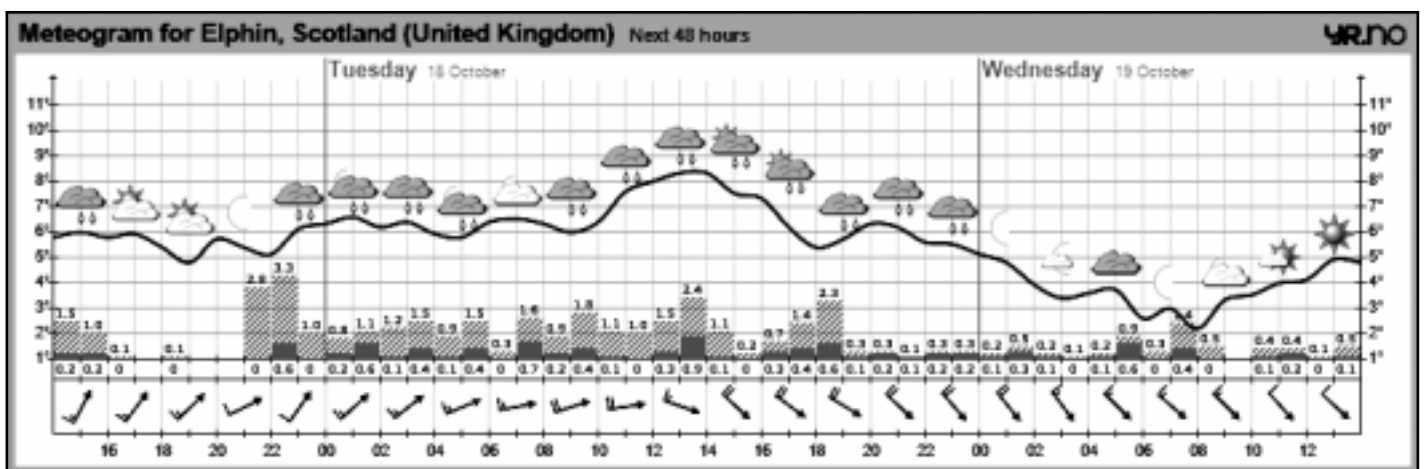 Meteogram for Elphin, Scotland (United Kingdom) Next 48 hours YR.NO
Tuesday 18 October Wednesday 19 October
11° 11°
10° 10°
9° 9°
8° 8°
7° 7°
6° 6°
5° 5°
4° 4°
3° 3°
2° 2°
1° 1°
1.5 1.0 0.1 0.1 2.8 3.3 1.0 0.8 1.1 1.2 1.5 0.9 1.5 0.3 1.6 0.9 1.8 1.1 1.0 1.5 2.4 1.1 0.2 0.7 1.4 2.3 0.3 0.3 0.1 0.3 0.3 0.2 0.5 0.2 0.1 0.2 0.9 0.3 0.5 0.4 0.4 0.1 0.5
0.2 0.2 0 0 0 0.6 0 0.2 0.6 0.1 0.4 0.1 0.4 0 0.7 0.2 0.4 0.1 0 0.3 0.9 0.1 0 0.3 0.4 0.6 0.1 0.1 0 0.2 0.2 0.1 0.3 0.1 0 0.1 0.6 0 0.4 0 0.1 0.2 0 0.1
16 18 20 22 00 02 04 06 08 10 12 14 16 18 20 22 00 02 04 06 08 10 12